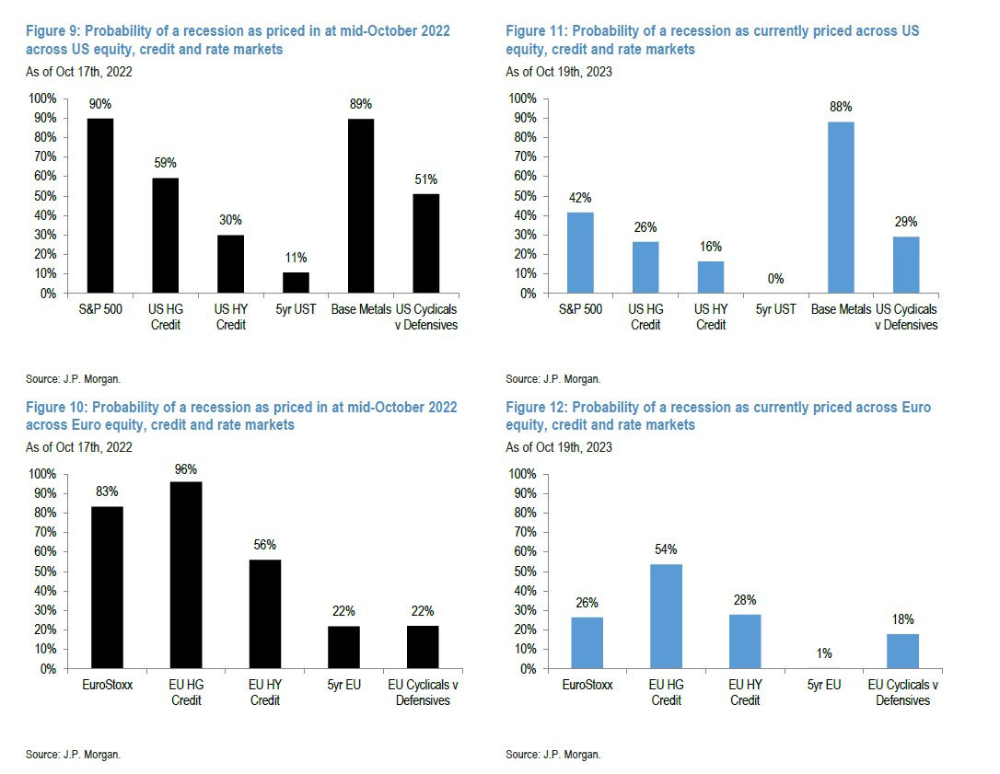 Figure 9: Probability of a recession as priced in at mid-October 2022
across US equity, credit and rate markets
As of Oct 17th, 2022
100%
90%
80%
70%
60%
50%
40%
30%
20%
10%
0%
90%
59%
30%
11%
89%
51%
S&P 500
US HG
Credit
US HY
Credit
5yr UST
Base Metals
US Cyclicals
v Defensives
Source: J.P. Morgan.
Figure 11: Probability of a recession as currently priced across US
equity, credit and rate markets
As of Oct 19th, 2023
100%
90%
80%
70%
60%
50%
40%
30%
20%
10%
0%
42%
26%
16%
0%
88%
29%
S&P 500
US HG
Credit
US HY
Credit
5yr UST
Base Metals
US Cyclicals
v Defensives
Source: J.P. Morgan.
Figure 10: Probability of a recession as priced in at mid-October 2022
across Euro equity, credit and rate markets
As of Oct 17th, 2022
100%
90%
80%
70%
60%
50%
40%
30%
20%
10%
0%
83%
96%
56%
22%
22%
EuroStoxx
EU HG
Credit
EU HY
Credit
5yr EU
EU Cyclicals v
Defensives
Source: J.P. Morgan.
Figure 12: Probability of a recession as currently priced across Euro
equity, credit and rate markets
As of Oct 19th, 2023
100%
90%
80%
70%
60%
50%
40%
30%
20%
10%
0%
26%
54%
28%
1%
18%
EuroStoxx
EU HG
Credit
EU HY
Credit
5yr EU
EU Cyclicals v
Defensives
Source: J.P. Morgan.